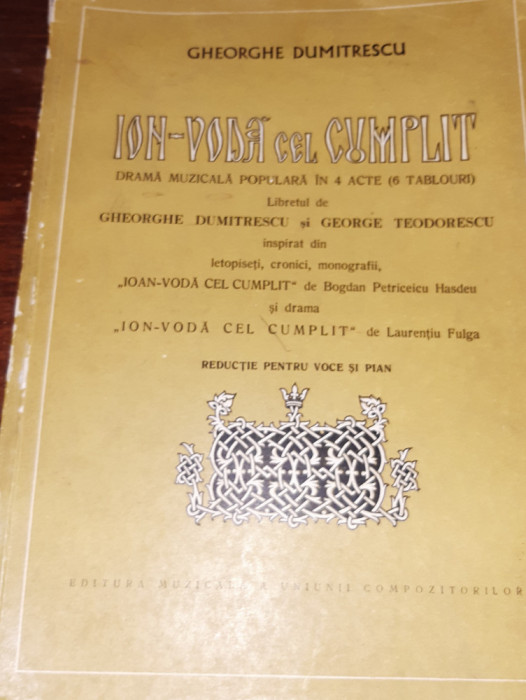 GHEORGHE DUMITRESCU
ION-VODĂ CEL CUMPLIT
DRAMĂ MUZICALĂ POPULARĂ ÎN 4 ACTE (6 TABLOURI)
Libretul de
GHEORGHE DUMITRESCU și GEORGE TEODORESCU
inspirat din
letopiseți, cronici, monografii,
„IOAN-VODĂ CEL CUMPLIT" de Bogdan Petriceicu Hasdeu
și drama
„ION-VODĂ CEL CUMPLIT" de Laurențiu Fulga
REDUCȚIE PENTRU VOCE ȘI PIAN
EDITURA MUZICALĂ A UNIUNII COMPOZITORILOR